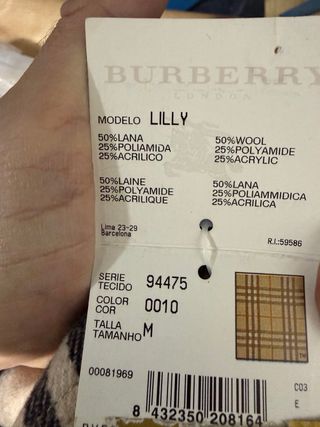 BURBERRY
LONDON
MODELO LILLY
50%LANA
25%POLIAMIDA
25%ACRILICO
50%WOOL
25%POLYAMIDE
25%ACRYLIC
50%LAINE
25%POLYAMIDE
25%ACRILIQUE
50%LANA
25%POLIAMMIDICA
25%ACRILICA
Lima 23-29
Barcelona
R.I.:59586
SERIE
TECIDO 94475
COLOR
COR 0010
TALLA
TAMANHO M
TM
00081969
C03
E
8 432350 208164